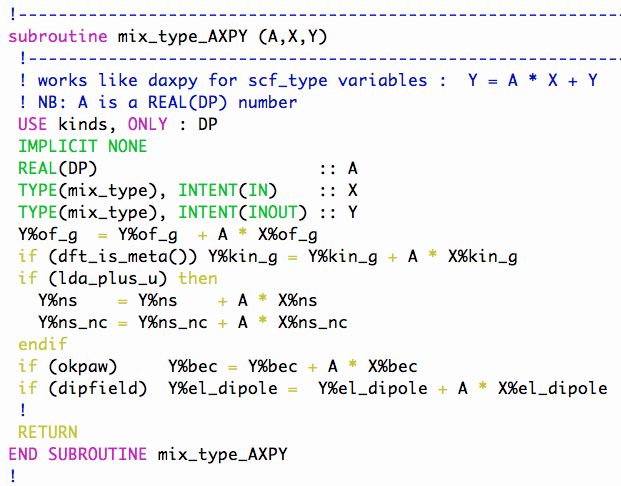 !------------------------------------------------------------
subroutine mix_type_AXPY (A,X,Y)
!-----------------------------------------------------------
! works like daxpy for scf_type variables :  Y = A * X + Y
! NB: A is a REAL(DP) number
USE kinds, ONLY : DP
IMPLICIT NONE
REAL(DP)                      :: A
TYPE(mix_type), INTENT(IN)    :: X
TYPE(mix_type), INTENT(INOUT) :: Y
Y%of_g  = Y%of_g  + A * X%of_g
if (dft_is_meta()) Y%kin_g = Y%kin_g + A * X%kin_g
if (lda_plus_u) then
  Y%ns    = Y%ns    + A * X%ns
  Y%ns_nc = Y%ns_nc + A * X%ns_nc
endif
if (okpaw)     Y%bec = Y%bec + A * X%bec
if (dipfield)  Y%el_dipole =  Y%el_dipole + A * X%el_dipole
!
RETURN
END SUBROUTINE mix_type_AXPY
!